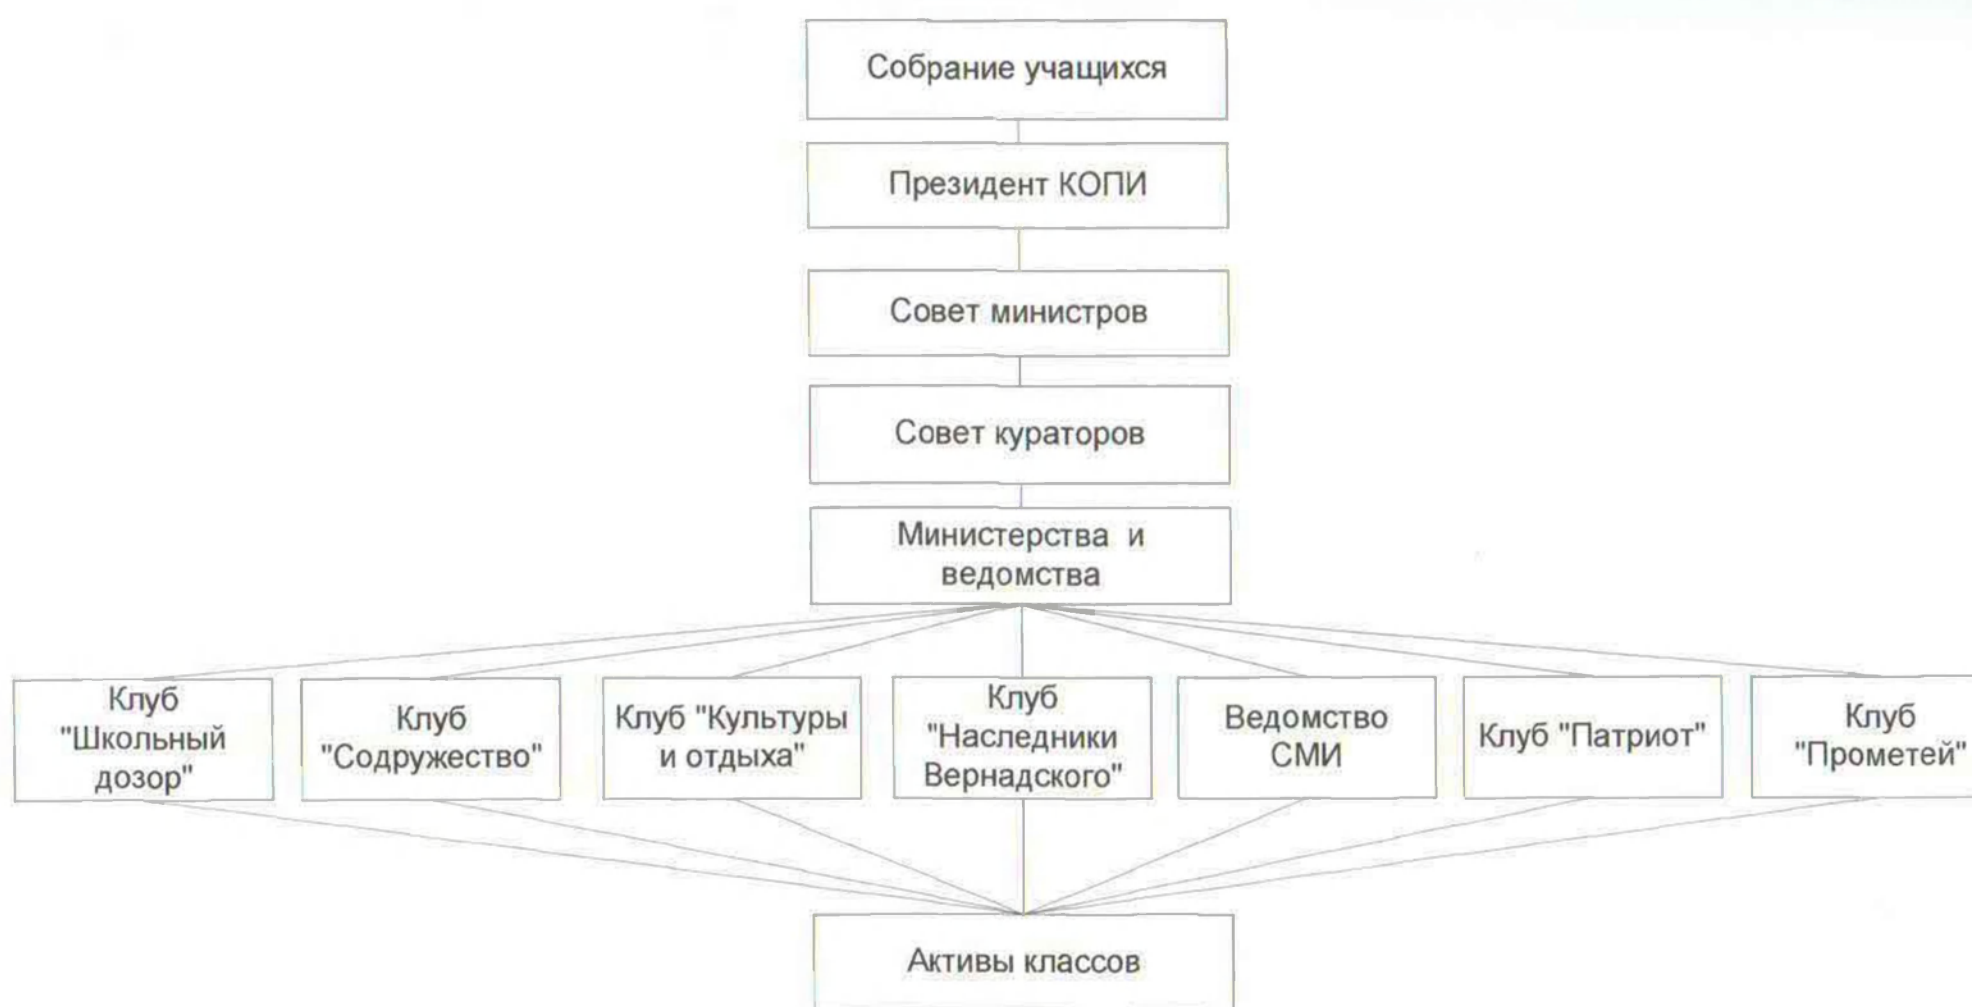 Собрание учащихся
Президент КОПИ
Совет министров
Совет кураторов
Министерства и
ведомства
Клуб
"Школьный
дозор"
Клуб
"Содружество"
Клуб "Культуры
и отдыха"
Клуб
"Наследники
Вернадского"
Ведомство
СМИ
Клуб "Патриот"
Клуб
"Прометей"
Активы классов